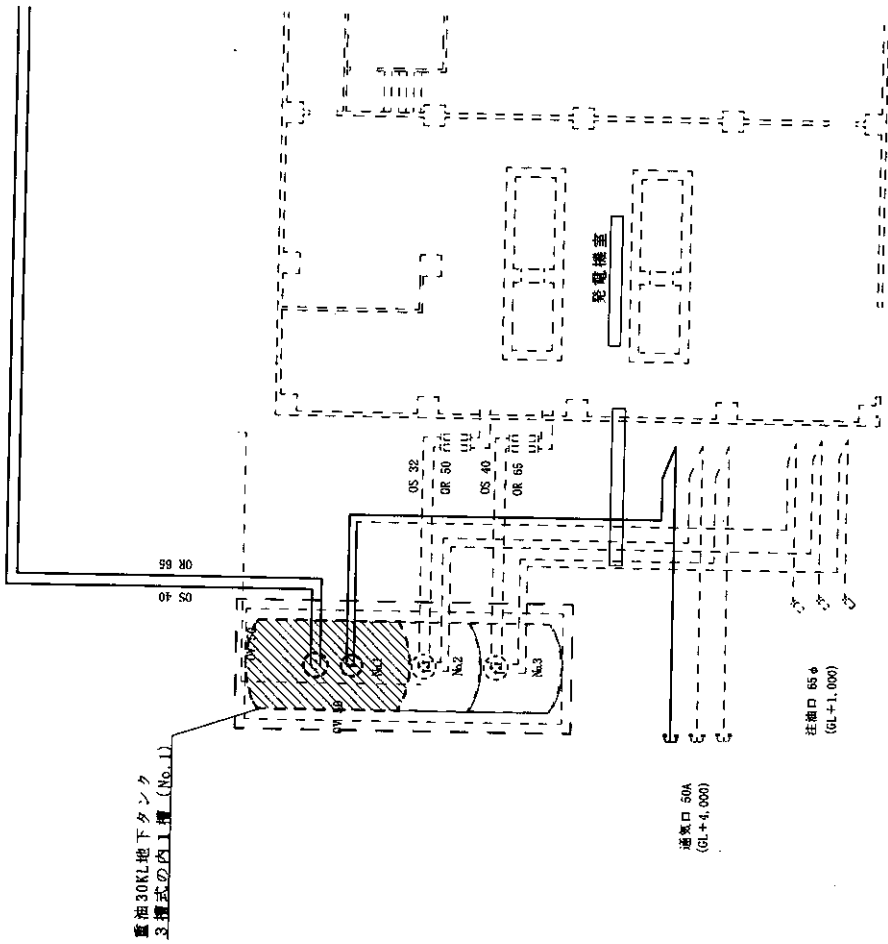 OR 65
OS 40
OS 32
OR 50
OS 40
OR 65
発電機室
No.1
No.2
No.3
重油30KL地下タンク
3槽式の内1槽 (No.1)
通気口 50A
(GL+4,000)
注油口 65φ
(GL+1,000)